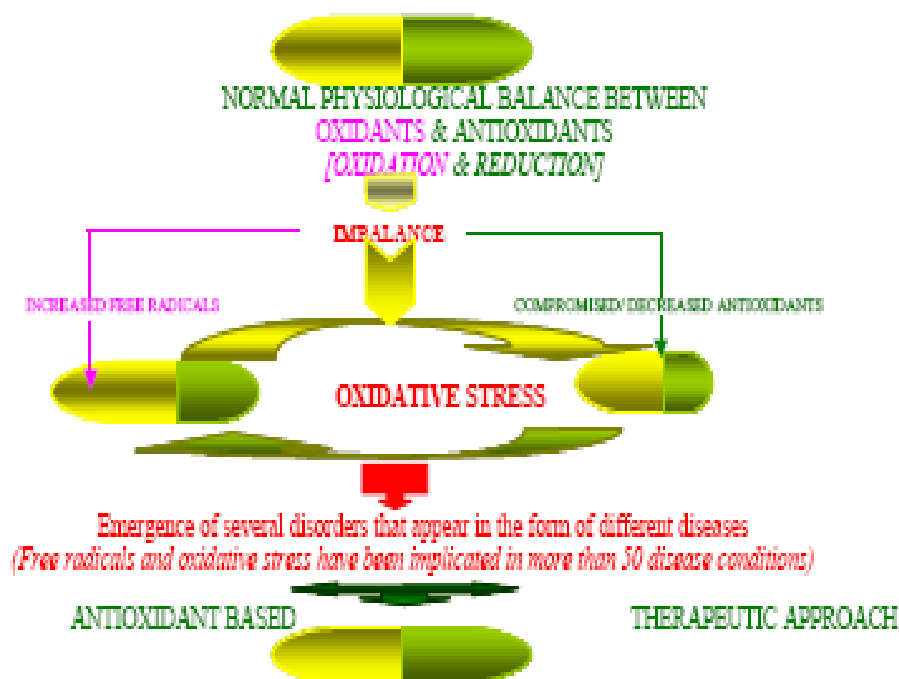 NORMAL PHYSIOLOGICAL BALANCE BETWEEN
OXIDANTS & ANTIOXIDANTS
[OXIDATION & REDUCTION]
IMBALANCE
INCREASED FREE RADICALS
COMPROMISED/ DECREASED ANTIOXIDANTS
OXIDATIVE STRESS
Emergence of several disorders that appear in the form of different diseases
(Free radicals and oxidative stress have been implicated in more than 50 disease conditions)
ANTIOXIDANT BASED THERAPEUTIC APPROACH